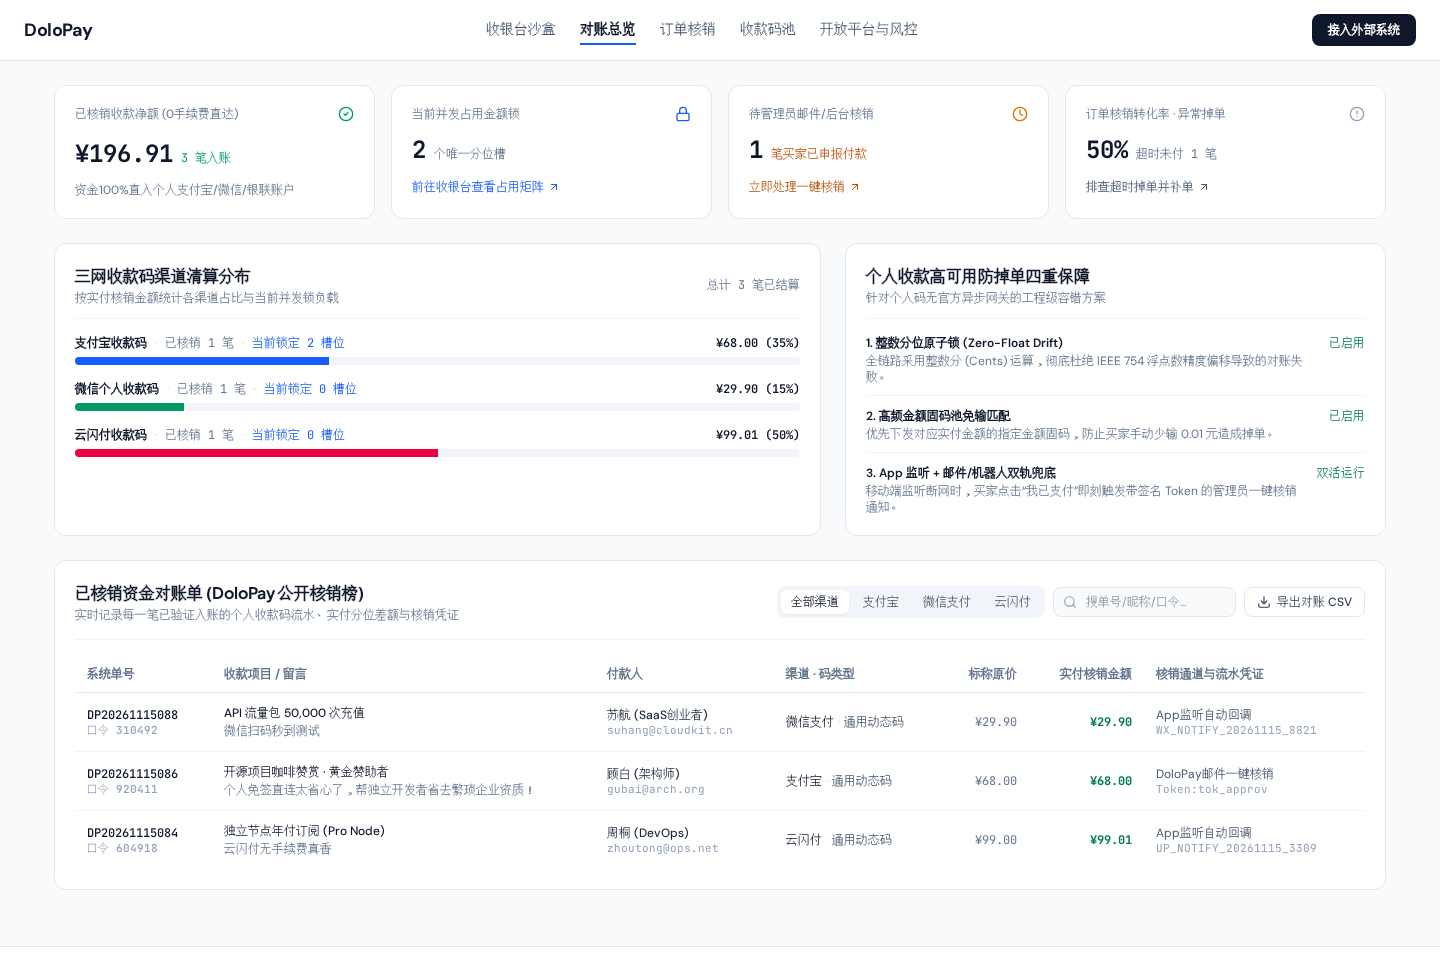 DoloPay
收银台沙盒
对账总览
订单核销
收款码池
开放平台与风控
接入外部系统
已核销收款净额 (0手续费直达)
¥196.91 3 笔入账
资金100%直入个人支付宝/微信/银联账户
当前并发占用金额锁
2 个唯一分位槽
前往收银台查看占用矩阵
待管理员邮件/后台核销
1 笔买家已申报付款
立即处理一键核销
订单核销转化率 · 异常掉单
50% 超时未付 1 笔
排查超时掉单并补单
三网收款码渠道清算分布
按实付核销金额统计各渠道占比与当前并发锁负载
总计 3 笔已结算
支付宝收款码 · 已核销 1 笔 · 当前锁定 2 槽位 ¥68.00 (35%)
微信个人收款码 · 已核销 1 笔 · 当前锁定 0 槽位 ¥29.90 (15%)
云闪付收款码 · 已核销 1 笔 · 当前锁定 0 槽位 ¥99.01 (50%)
个人收款高可用防掉单四重保障
针对个人码无官方异步网关的工程级容错方案
1. 整数分位原子锁 (Zero-Float Drift) 已启用
全链路采用整数分 (Cents) 运算，彻底杜绝 IEEE 754 浮点数精度偏移导致的对账失
败。
2. 高频金额固码池免输匹配 已启用
优先下发对应实付金额的指定金额固码，防止买家手动少输 0.01 元造成掉单。
3. App 监听 + 邮件/机器人双轨兜底 双活运行
移动端监听断网时，买家点击“我已支付”即刻触发带签名 Token 的管理员一键核销
通知。
已核销资金对账单 (DoloPay 公开核销榜)
实时记录每一笔已验证入账的个人收款码流水、实付分位差额与核销凭证
全部渠道
支付宝
微信支付
云闪付
搜单号/昵称/口令...
导出对账 CSV
系统单号 收款项目 / 留言 付款人 渠道 · 码类型 标称原价 实付核销金额 核销通道与流水凭证
DP20261115088 API 流量包 50,000 次充值 苏航 (SaaS创业者) 微信支付 · 通用动态码 ¥29.90 ¥29.90 App监听自动回调
口令 310492 微信扫码秒到测试 suhang@cloudkit.cn WX_NOTIFY_20261115_8821
DP20261115086 开源项目咖啡赞赏 · 黄金赞助者 顾白 (架构师) 支付宝 · 通用动态码 ¥68.00 ¥68.00 DoloPay邮件一键核销
口令 920411 个人免签直连太省心了，帮独立开发者省去繁琐企业资质！ gubai@arch.org Token:tok_approv
DP20261115084 独立节点年付订阅 (Pro Node) 周桐 (DevOps) 云闪付 · 通用动态码 ¥99.00 ¥99.01 App监听自动回调
口令 604918 云闪付无手续费真香 zhoutong@ops.net UP_NOTIFY_20261115_3309